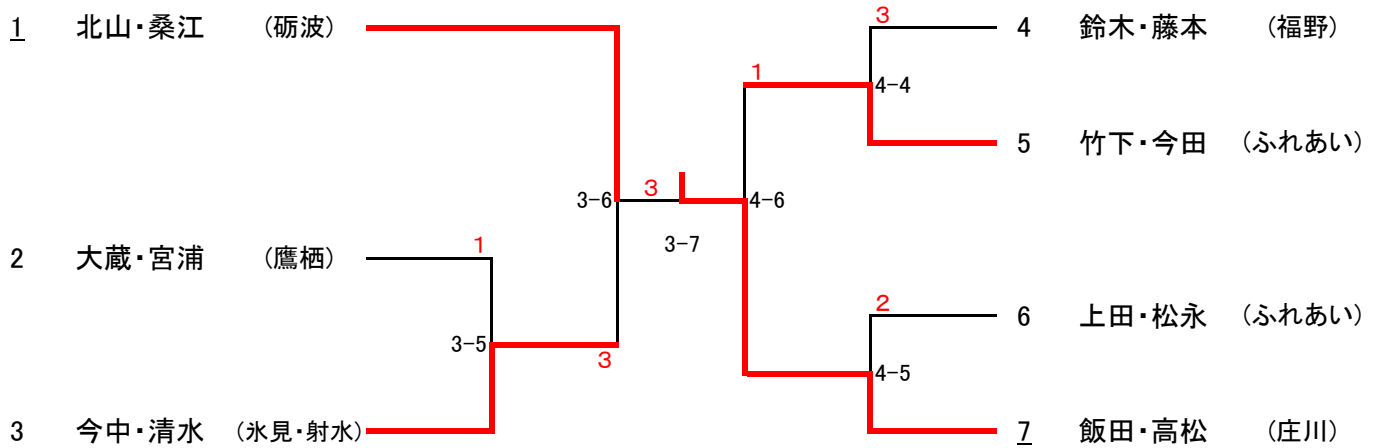 1 北山・桑江 (砺波)
3
4 鈴木・藤本 (福野)
1
4-4
5 竹下・今田 (ふれあい)
3-6
3
4-6
3-7
2 大蔵・宮浦 (鷹栖)
1
2
6 上田・松永 (ふれあい)
3-5
3
4-5
3 今中・清水 (氷見・射水)
7 飯田・高松 (庄川)